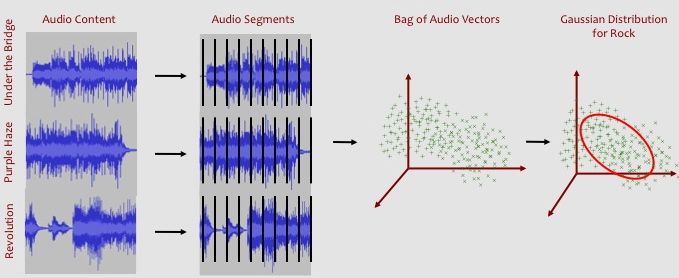 Audio Content
Audio Segments
Bag of Audio Vectors
Gaussian Distribution
for Rock
Under the Bridge
Purple Haze
Revolution